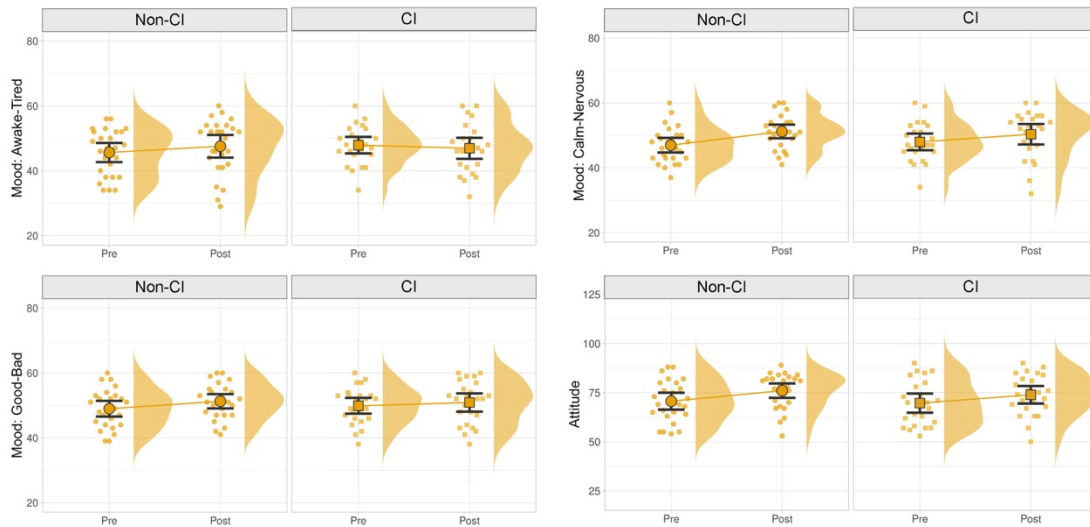 Non-CI CI
Mood: Awake-Tired
80
60
40
20
Pre Post Pre Post
Non-CI CI
Mood: Calm-Nervous
80
60
40
20
Pre Post Pre Post
Non-CI CI
Mood: Good-Bad
80
60
40
20
Pre Post Pre Post
Non-CI CI
Attitude
125
100
75
50
25
Pre Post Pre Post